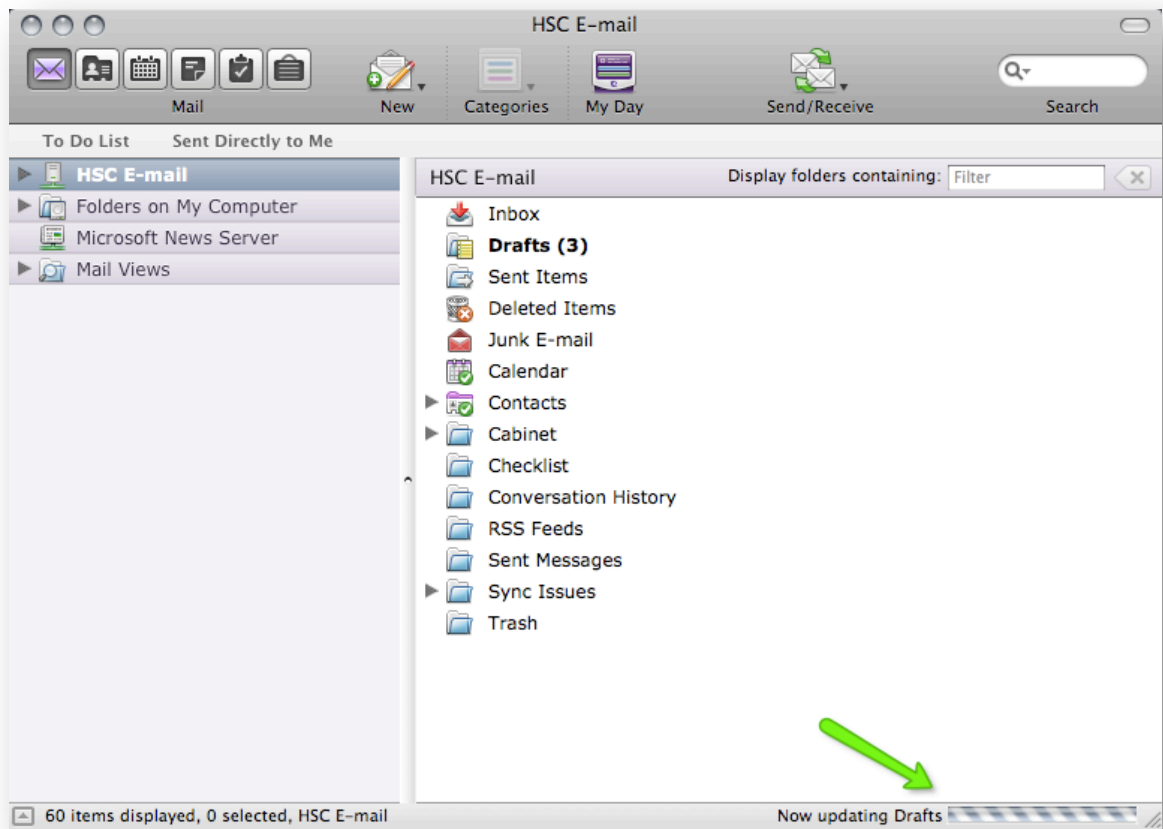 HSC E-mail
Mail
New
Categories
My Day
Send/Receive
Search
To Do List
Sent Directly to Me
HSC E-mail
Folders on My Computer
Microsoft News Server
Mail Views
HSC E-mail
Display folders containing: Filter
Inbox
Drafts (3)
Sent Items
Deleted Items
Junk E-mail
Calendar
Contacts
Cabinet
Checklist
Conversation History
RSS Feeds
Sent Messages
Sync Issues
Trash
60 items displayed, 0 selected, HSC E-mail
Now updating Drafts